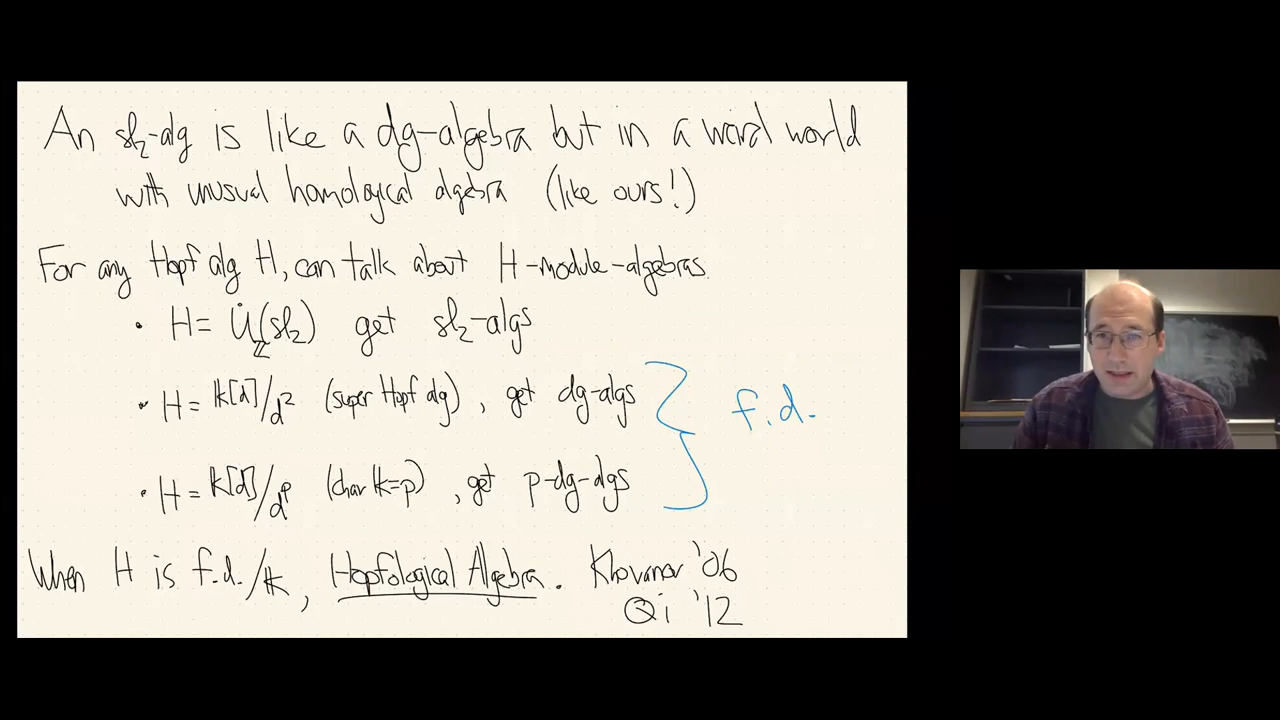 An sl₂-alg is like a dg-algebra but in a weird world
with unusual homological algebra (like ours!)
For any Hopf alg H, can talk about H-module-algebras.
• H = U̇_ℤ(sl₂) get sl₂-algs
• H = 𝕜[d]/d² (super Hopf alg), get dg-algs
f.d.
• H = 𝕜[d]/dᵖ (char 𝕜=p), get p-dg-algs
When H is f.d./𝕜, Hopfological Algebra. Khovanov '06
Qi '12